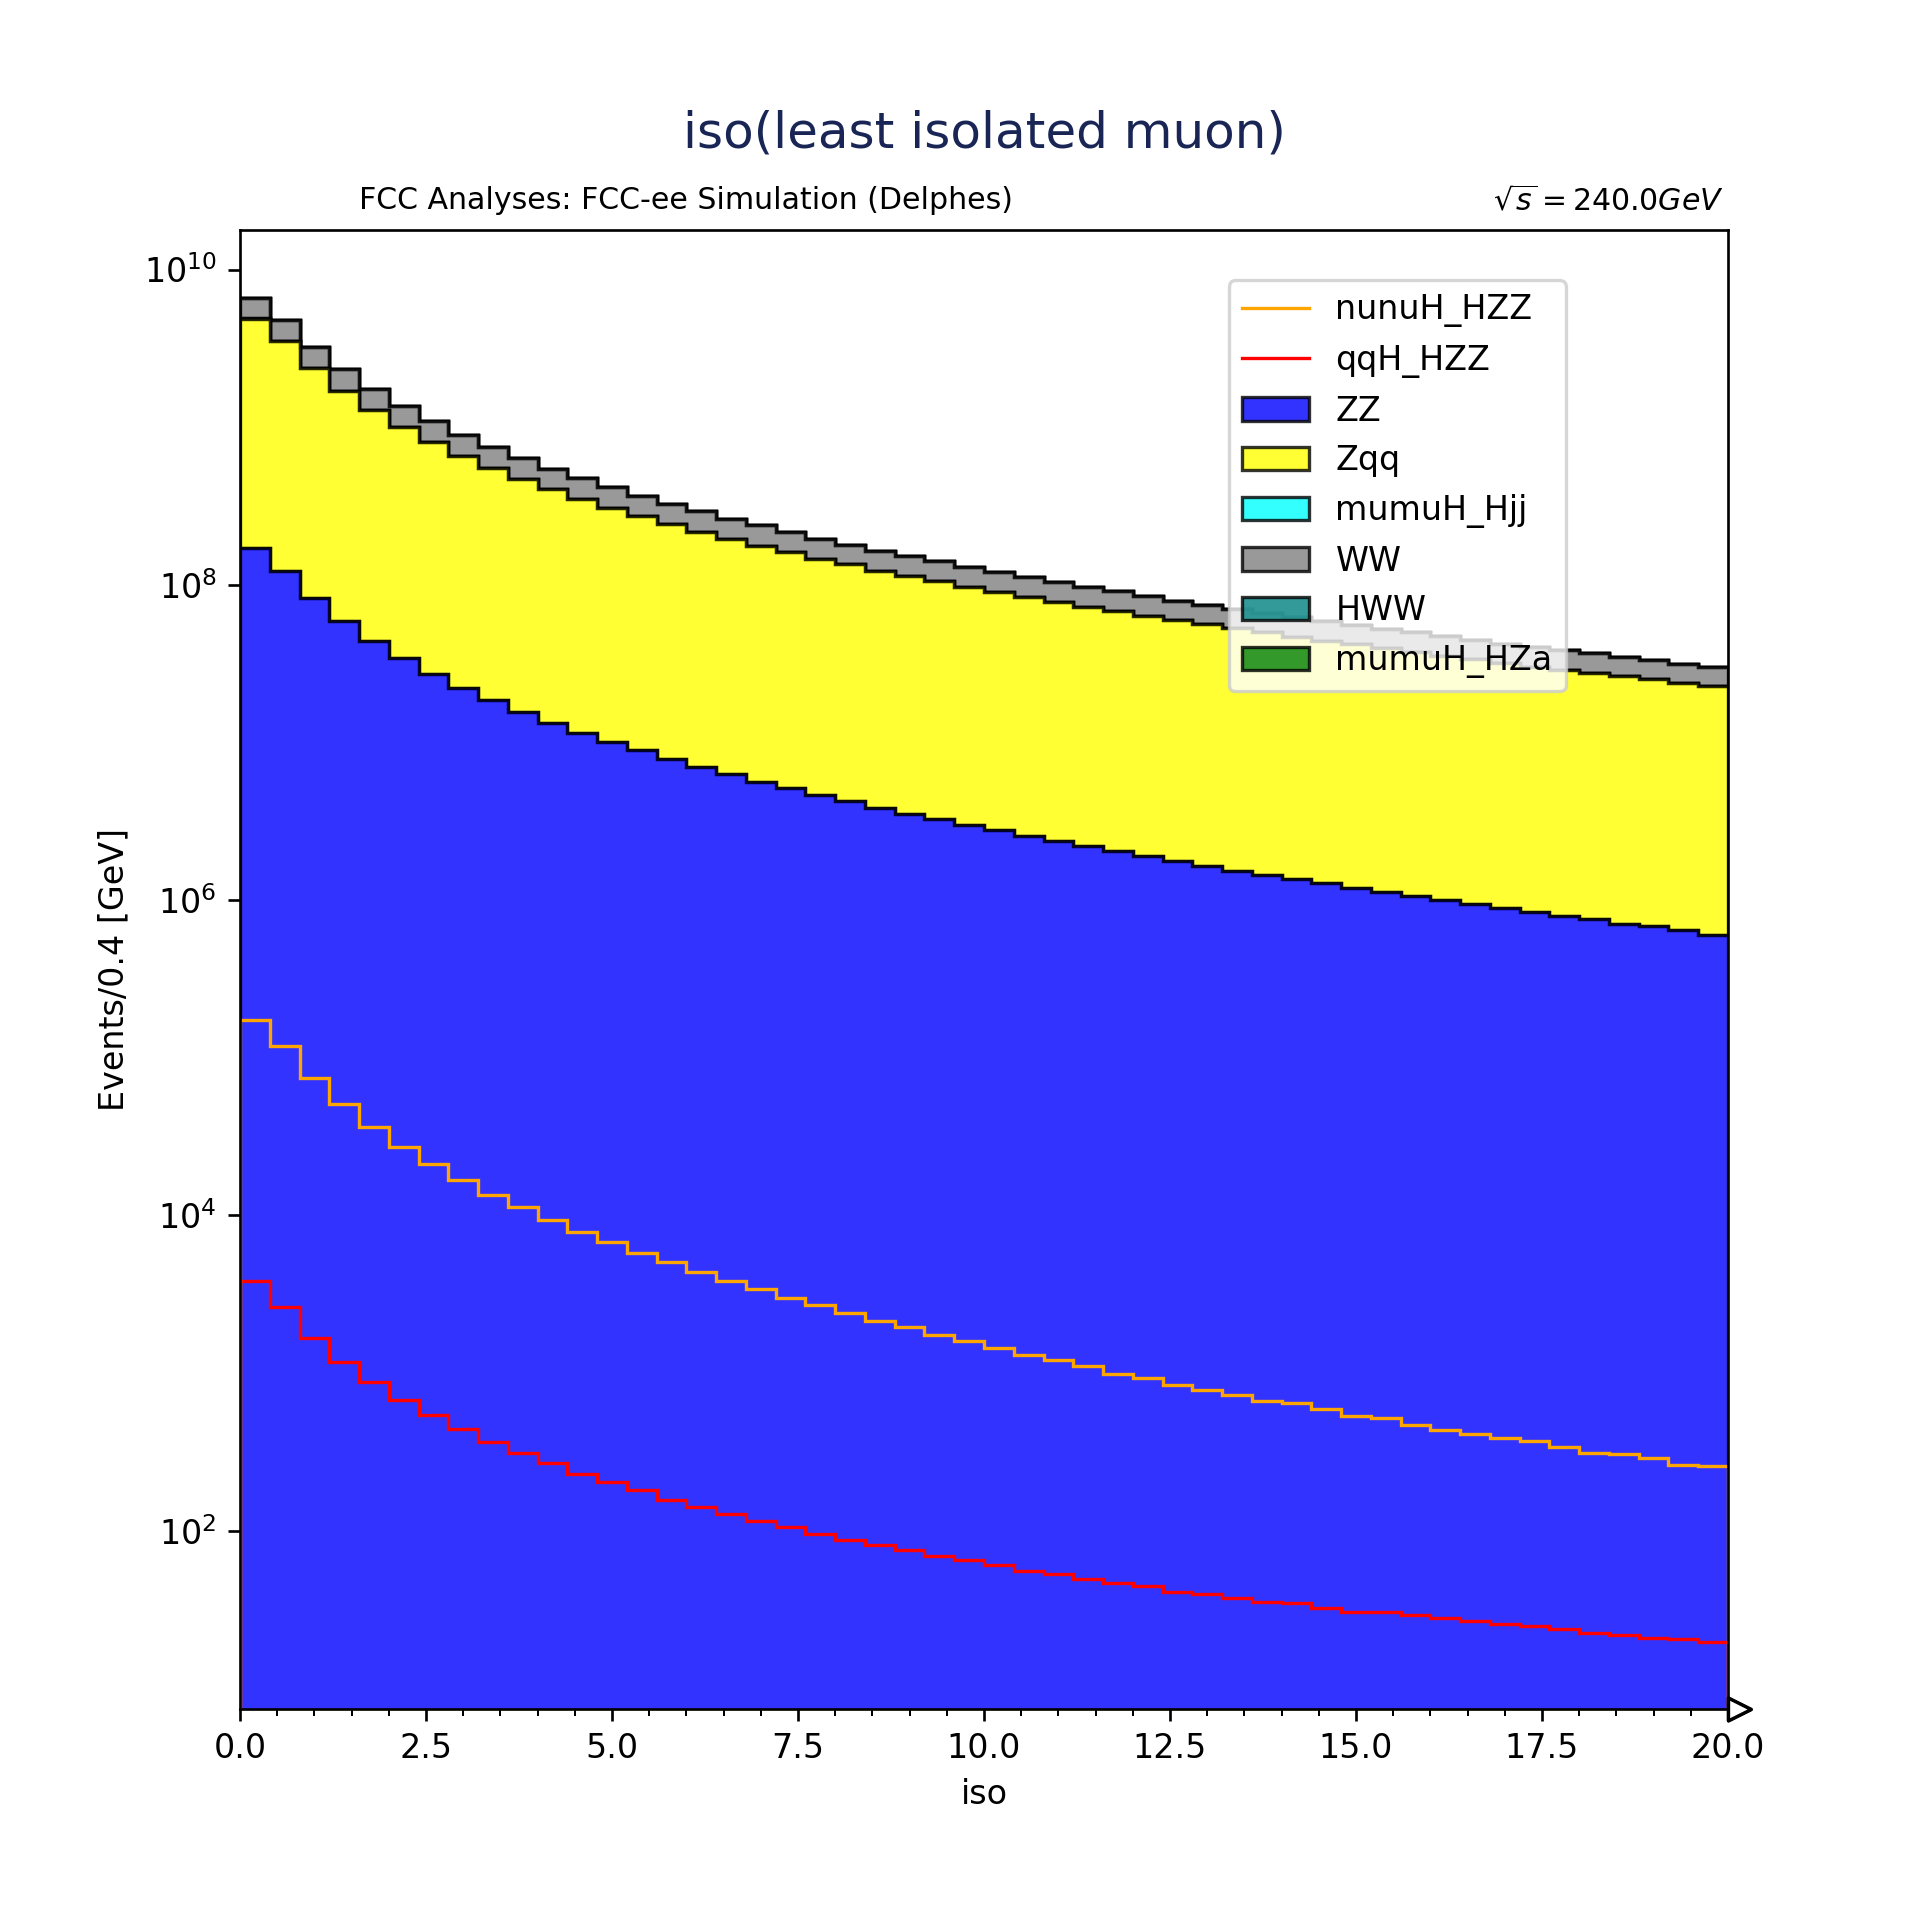 iso(least isolated muon)
FCC Analyses: FCC-ee Simulation (Delphes)
√s = 240.0GeV
10^10
10^8
10^6
10^4
10^2
Events/0.4 [GeV]
nunuH_HZZ
qqH_HZZ
ZZ
Zqq
mumuH_Hjj
WW
HWW
mumuH_HZa
0.0 2.5 5.0 7.5 10.0 12.5 15.0 17.5 20.0
iso